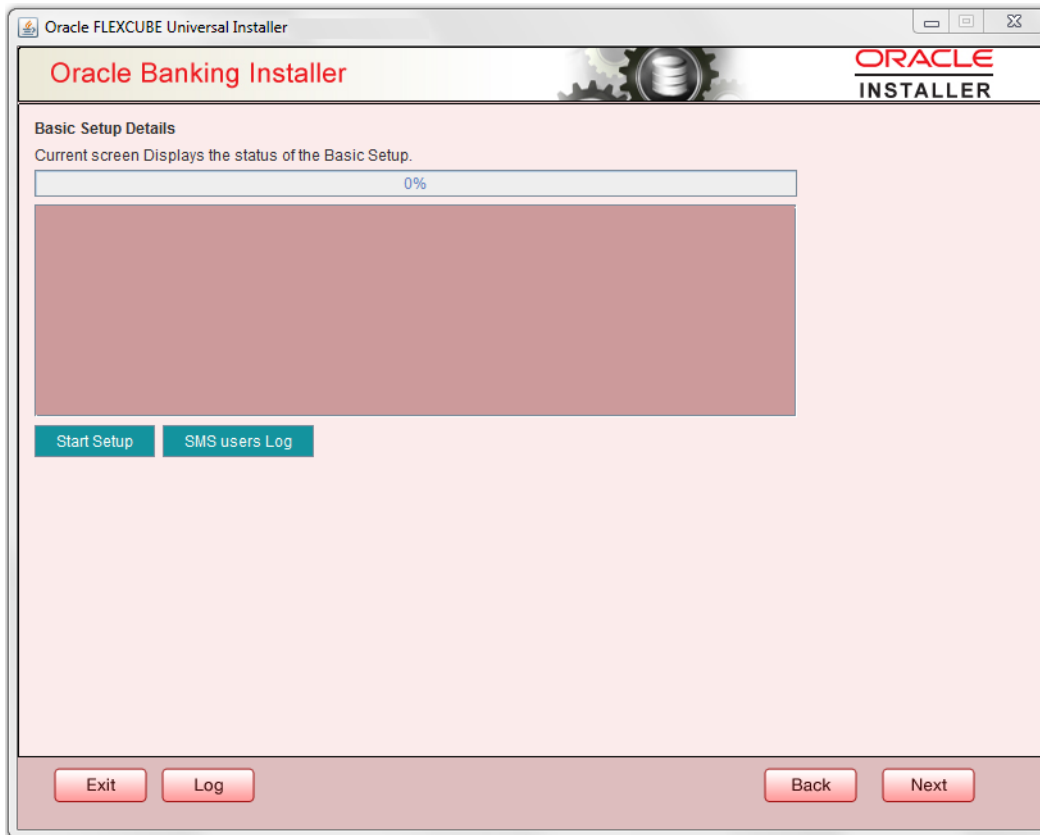 Oracle FLEXCUBE Universal Installer
Oracle Banking Installer
ORACLE
INSTALLER
Basic Setup Details
Current screen Displays the status of the Basic Setup.
0%
Start Setup SMS users Log
Exit Log Back Next